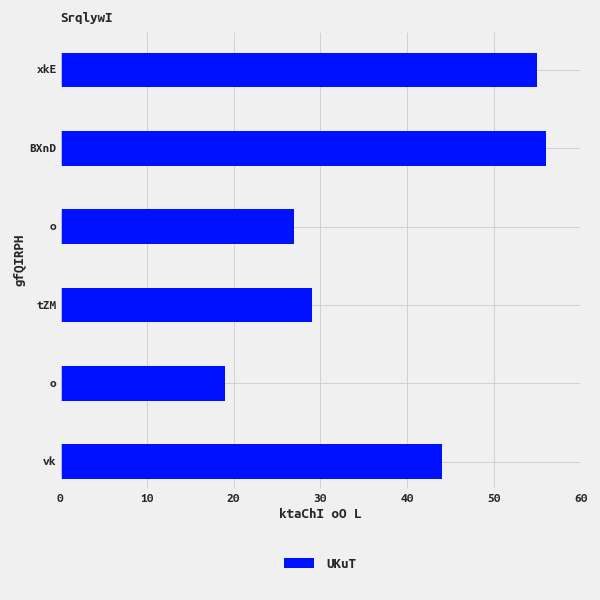 SrqlywI
gfQIRPH
xkE
BXnD
o
tZM
o
vk
0 10 20 30 40 50 60
ktaChI oO L
UKuT